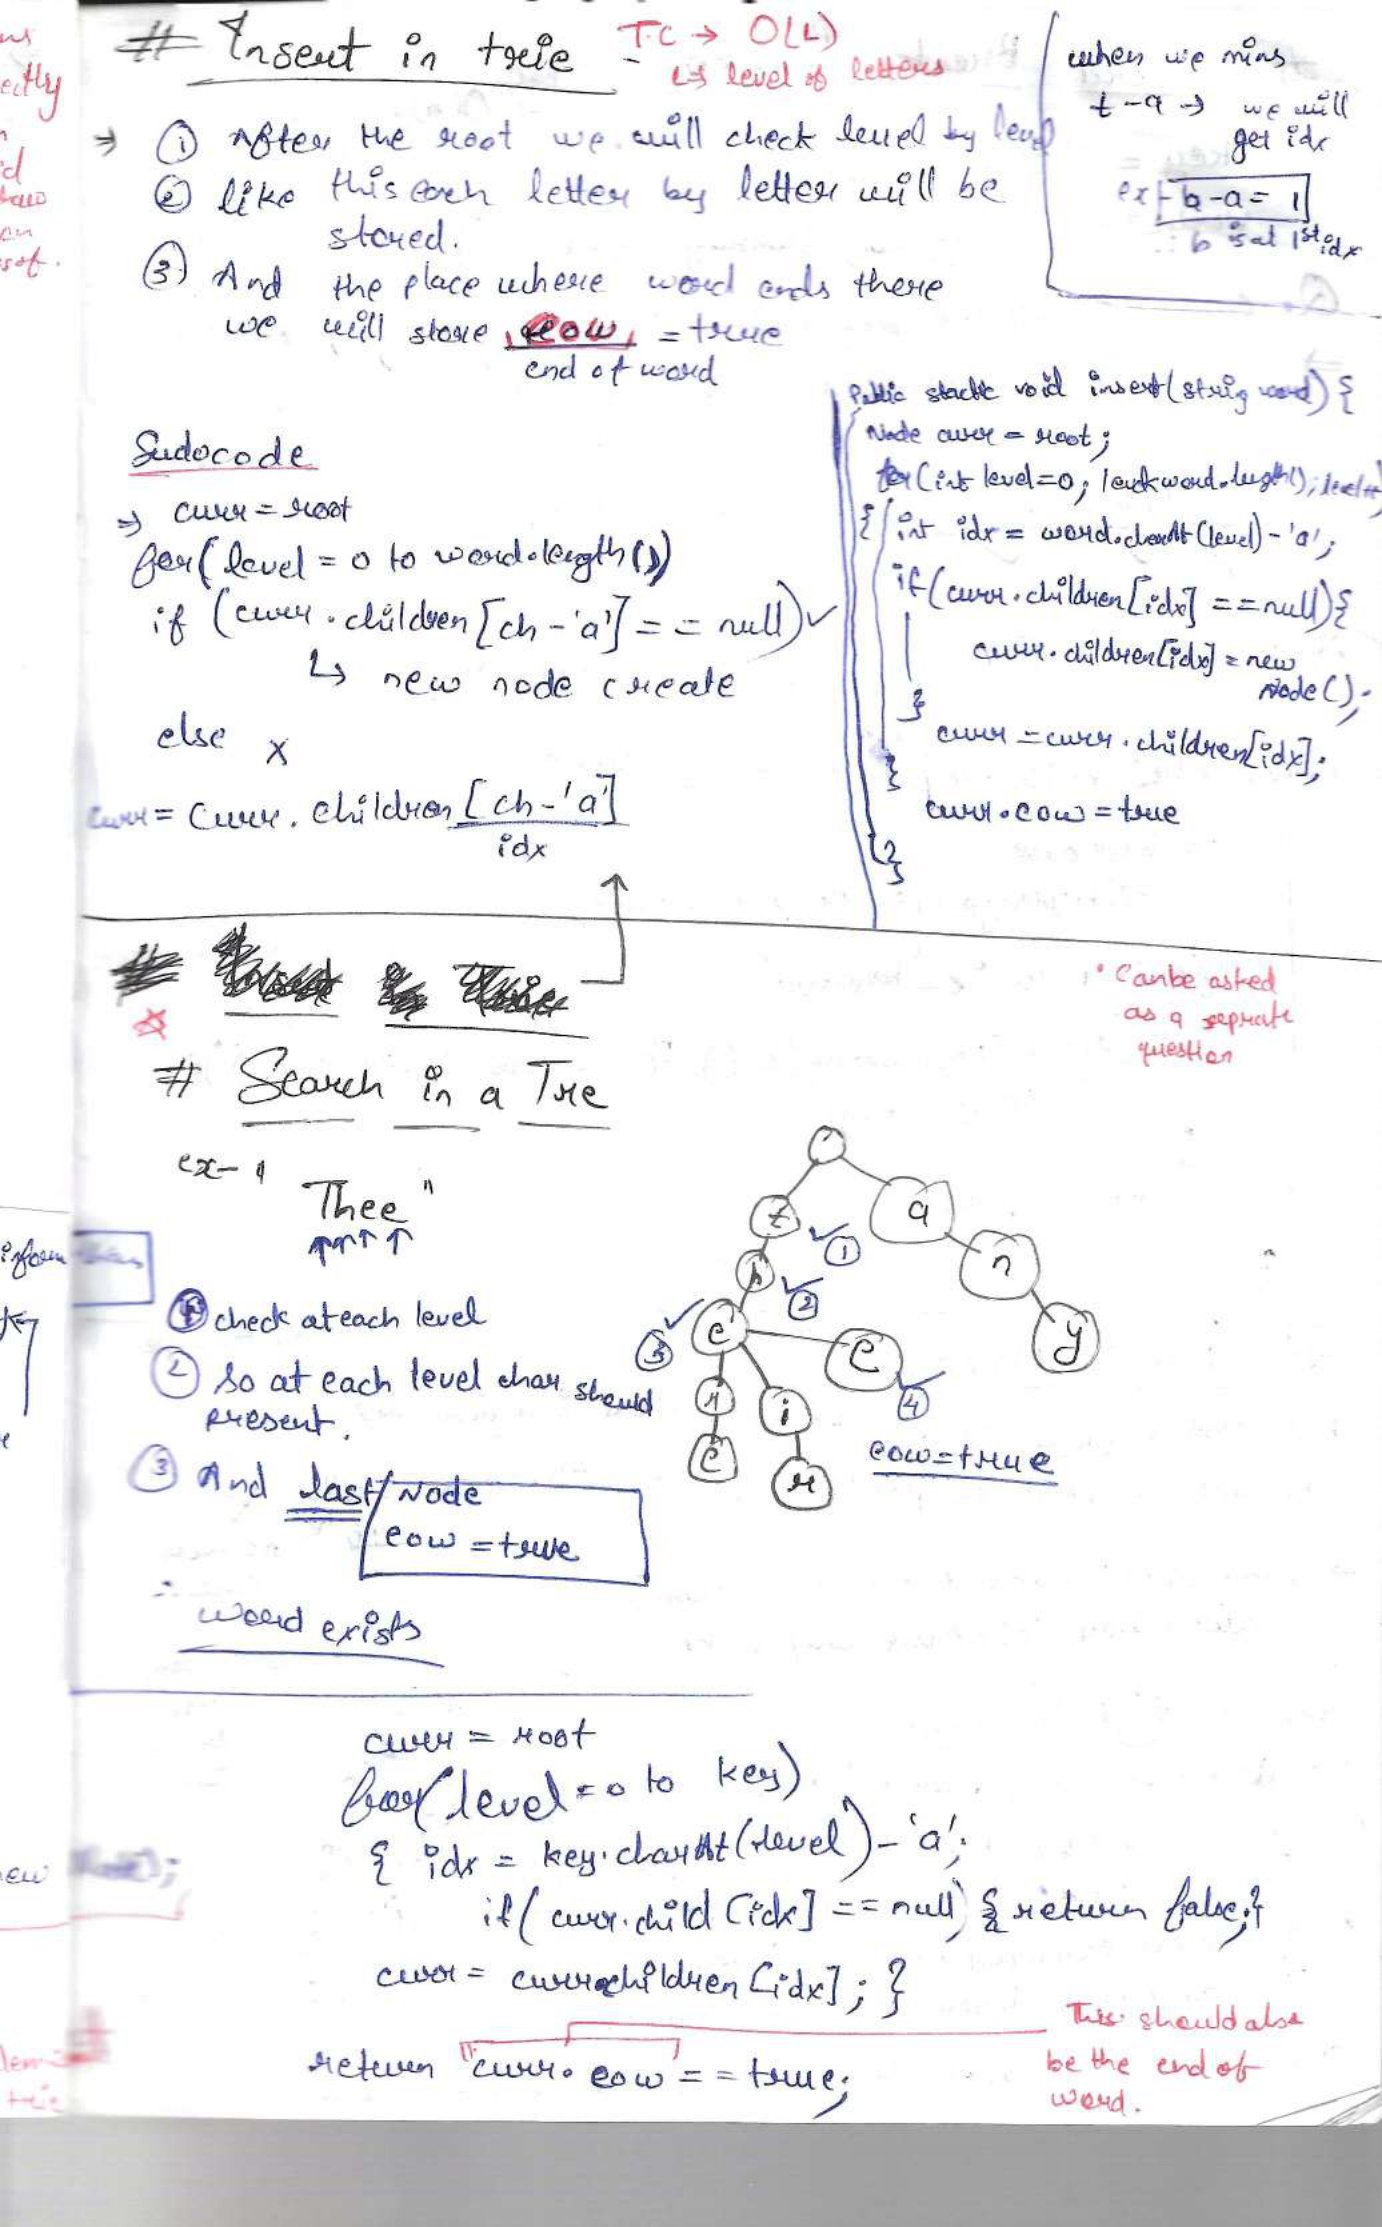 # Insert in trie - T.C → O(L)
↳ level of letters
when we mins
t - a → we will
get idx
ex - b - a = 1
∴ b is at 1st idx
⇒ ① After the root we will check level by level
② like this each letter by letter will be
stored.
③ And the place where word ends there
we will store eow = true
end of word
Sudocode
⇒ curr = root
for(level = 0 to word.length())
if (curr.children[ch-'a'] == null) ✓
↳ new node create
else x
curr = curr.children[ch-'a']
idx
Public static void insert(string word) {
Node curr = root;
for(int level=0; level<word.length(); level++)
{ int idx = word.charAt(level) - 'a';
if(curr.children[idx] == null){
curr.children[idx] = new
Node();
}
curr = curr.children[idx];
}
curr.eow = true
}
• Can be asked
as a seprate
question
# Search in a Tre
ex- "Thee"
① check at each level
② so at each level char should
present.
③ And last Node
eow = true
∴ word exists
t
①
h
②
e
③
e
④
r
e
i
r
a
n
y
eow = true
curr = root
for(level = 0 to key)
{ idx = key.charAt(level) - 'a';
if(curr.child[idx] == null) { return false;}
curr = curr.children[idx]; }
return curr.eow == true;
This should also
be the end of
word.
inform
ew